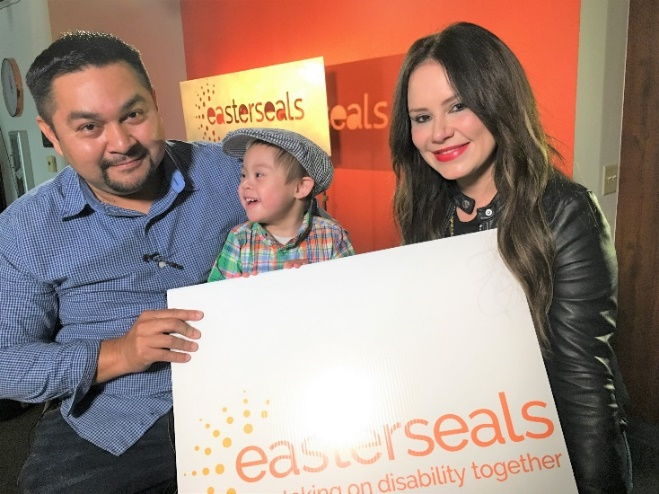 easterseals
eals
easterseals
taking on disability together